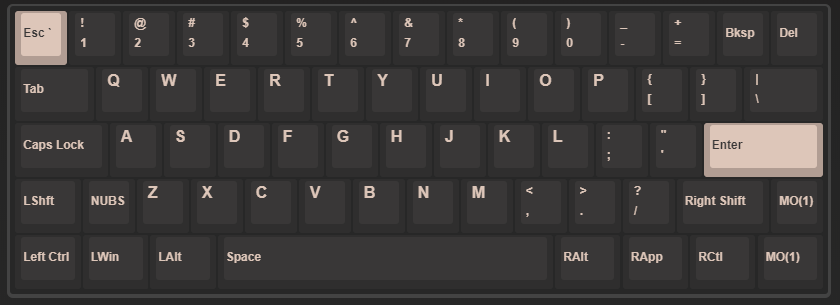 Esc ` ! 1 @ 2 # 3 $ 4 % 5 ^ 6 & 7 * 8 ( 9 ) 0 _ - + = Bksp Del
Tab Q W E R T Y U I O P { [ } ] | \
Caps Lock A S D F G H J K L : ; " ' Enter
LShft NUBS Z X C V B N M < , > . ? / Right Shift MO(1)
Left Ctrl LWin LAlt Space RAlt RApp RCtl MO(1)